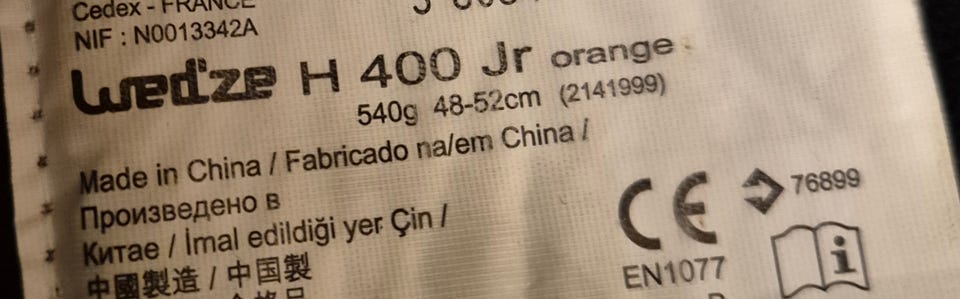 Cedex - FRANCE
NIF : N0013342A
Wed'ze H 400 Jr orange
540g 48-52cm (2141999)
Made in China / Fabricado na/em China /
Произведено в
Китае / İmal edildiği yer Çin /
中國製造 / 中国製
CE 76899
EN1077